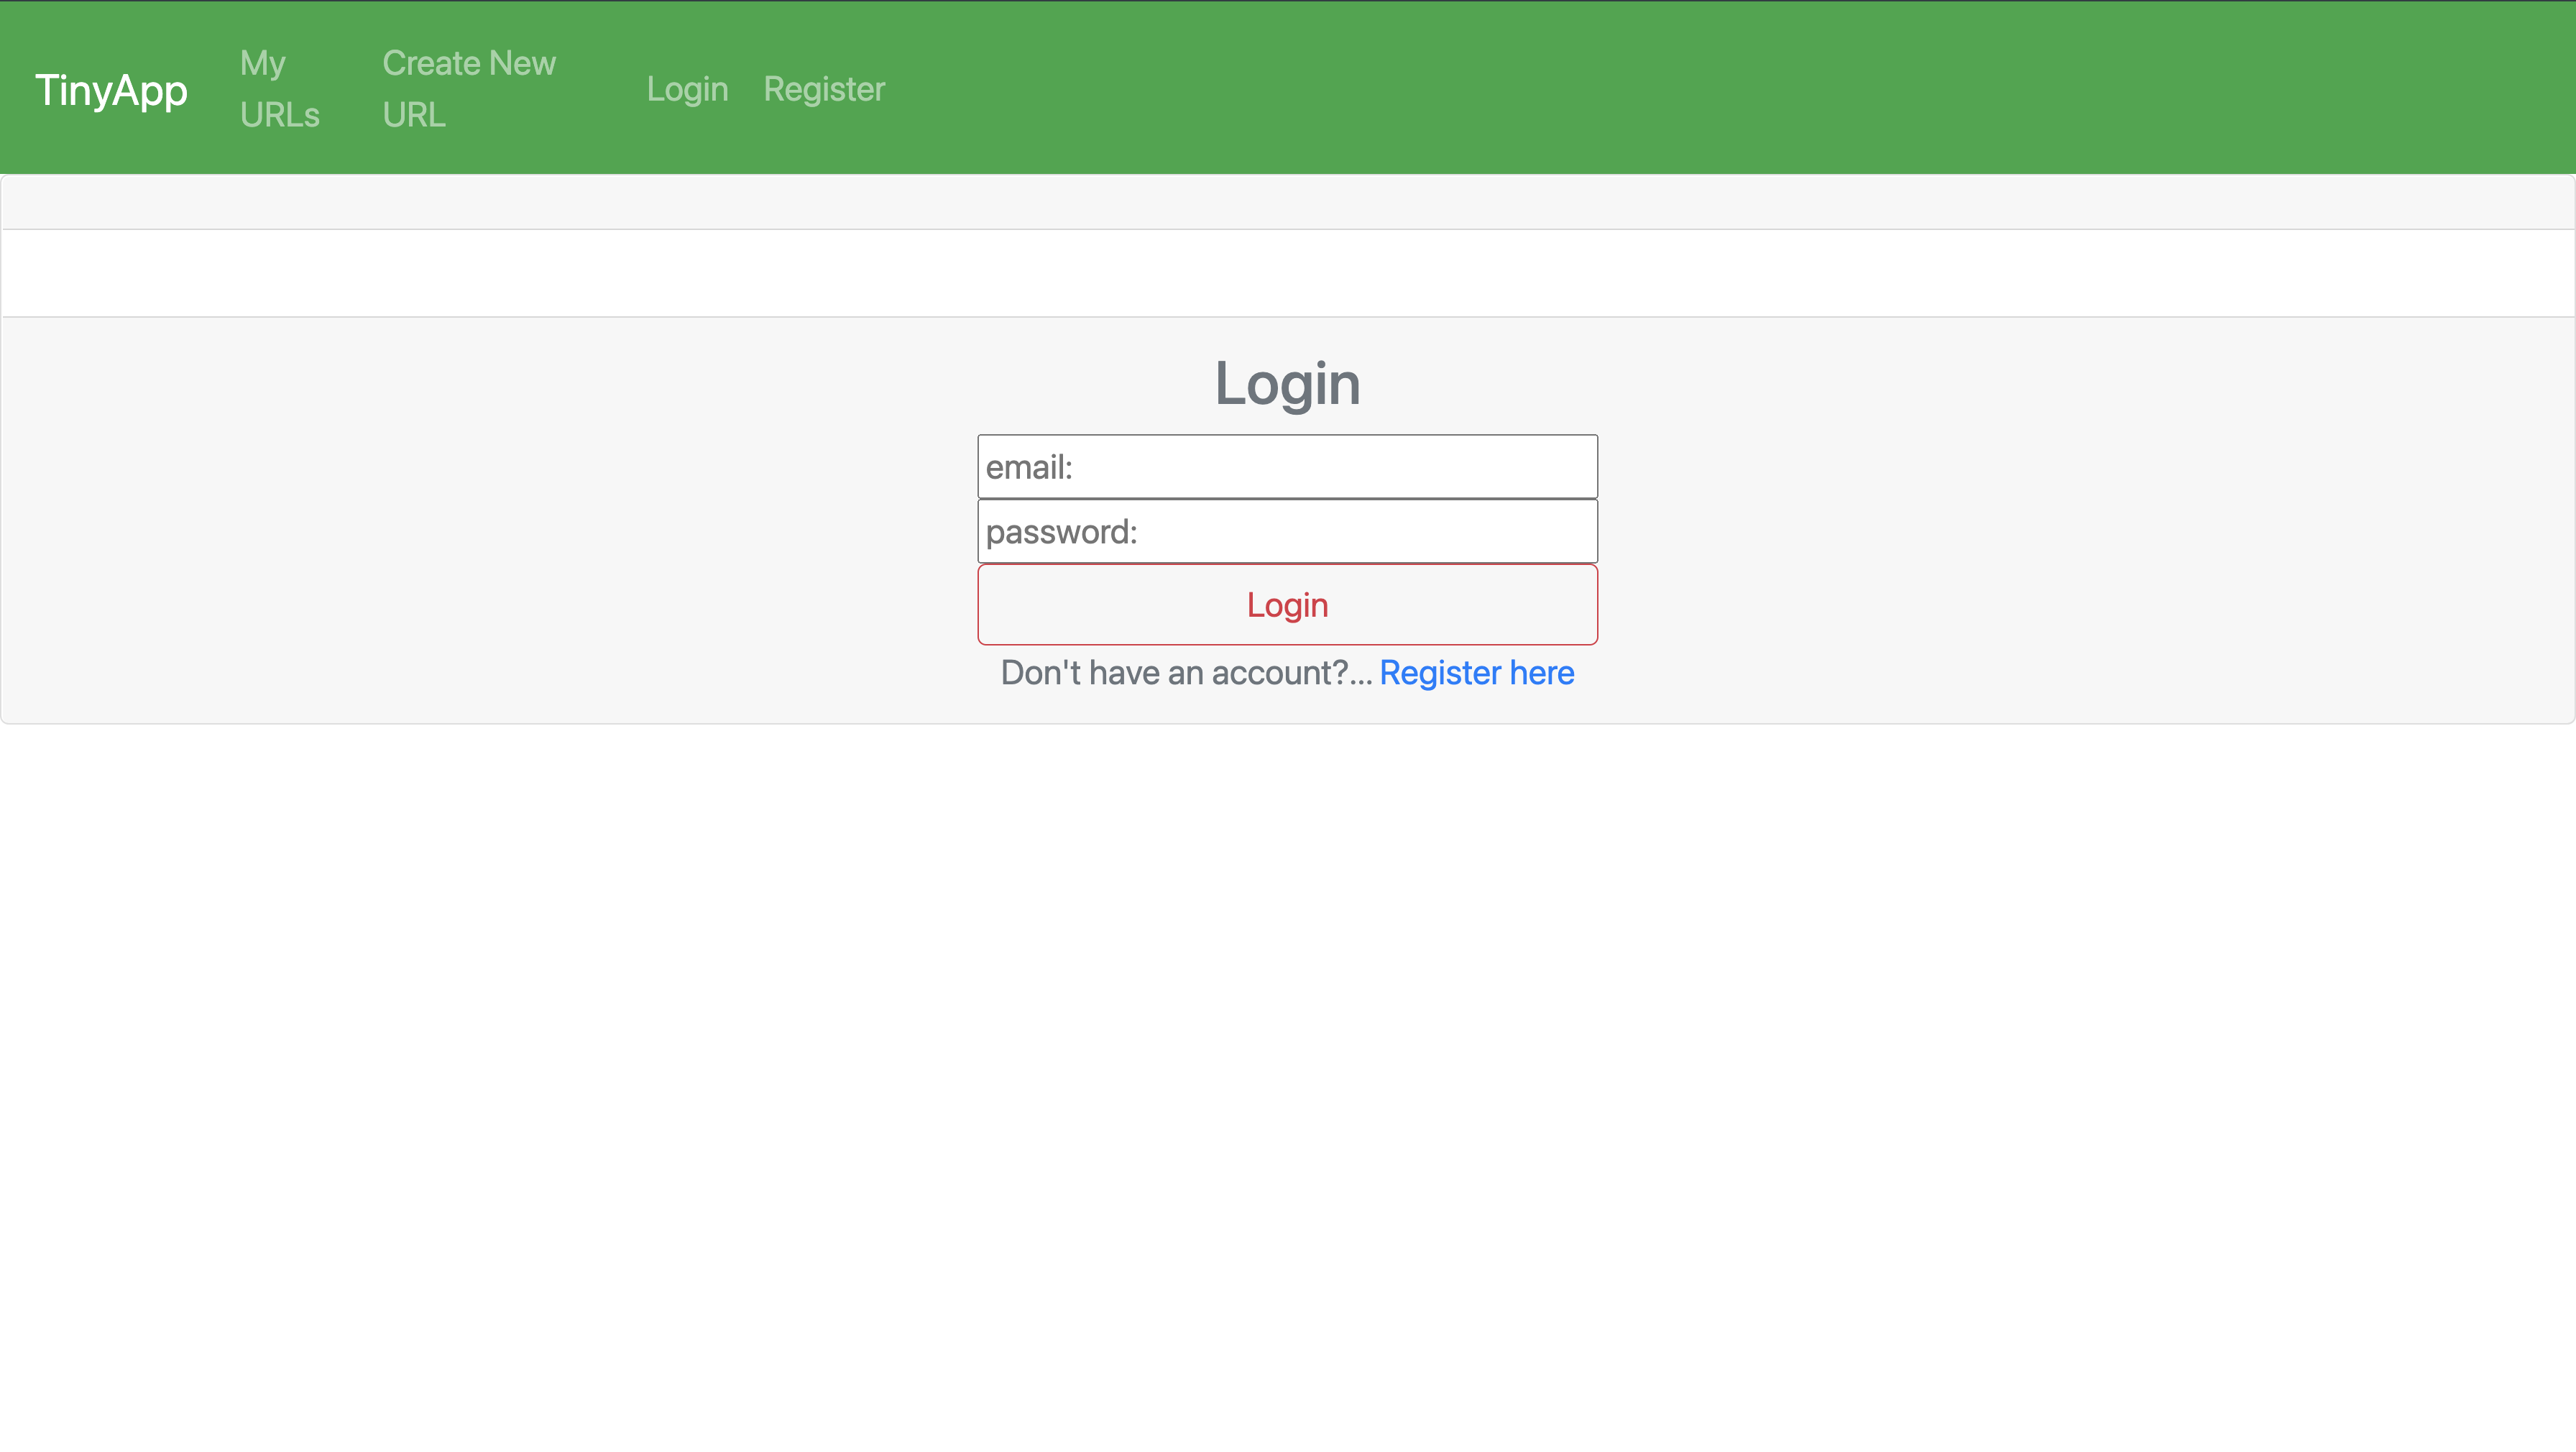 TinyApp
My
URLs
Create New
URL
Login
Register
Login
email:
password:
Login
Don't have an account?... Register here